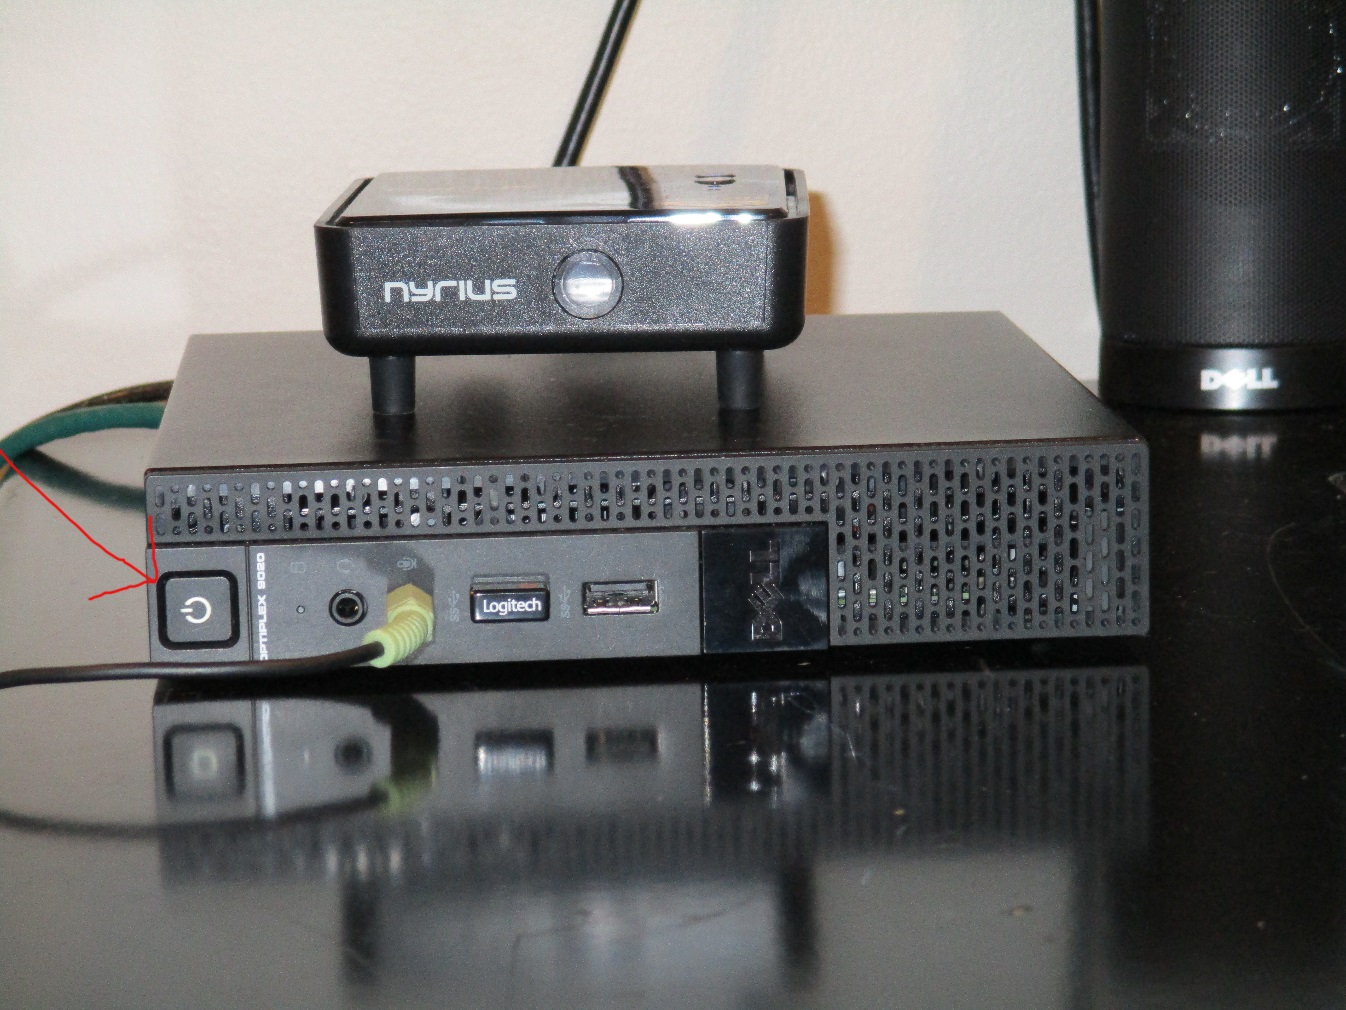 nyrius
DELL
OPTIPLEX 9020
Logitech
DELL